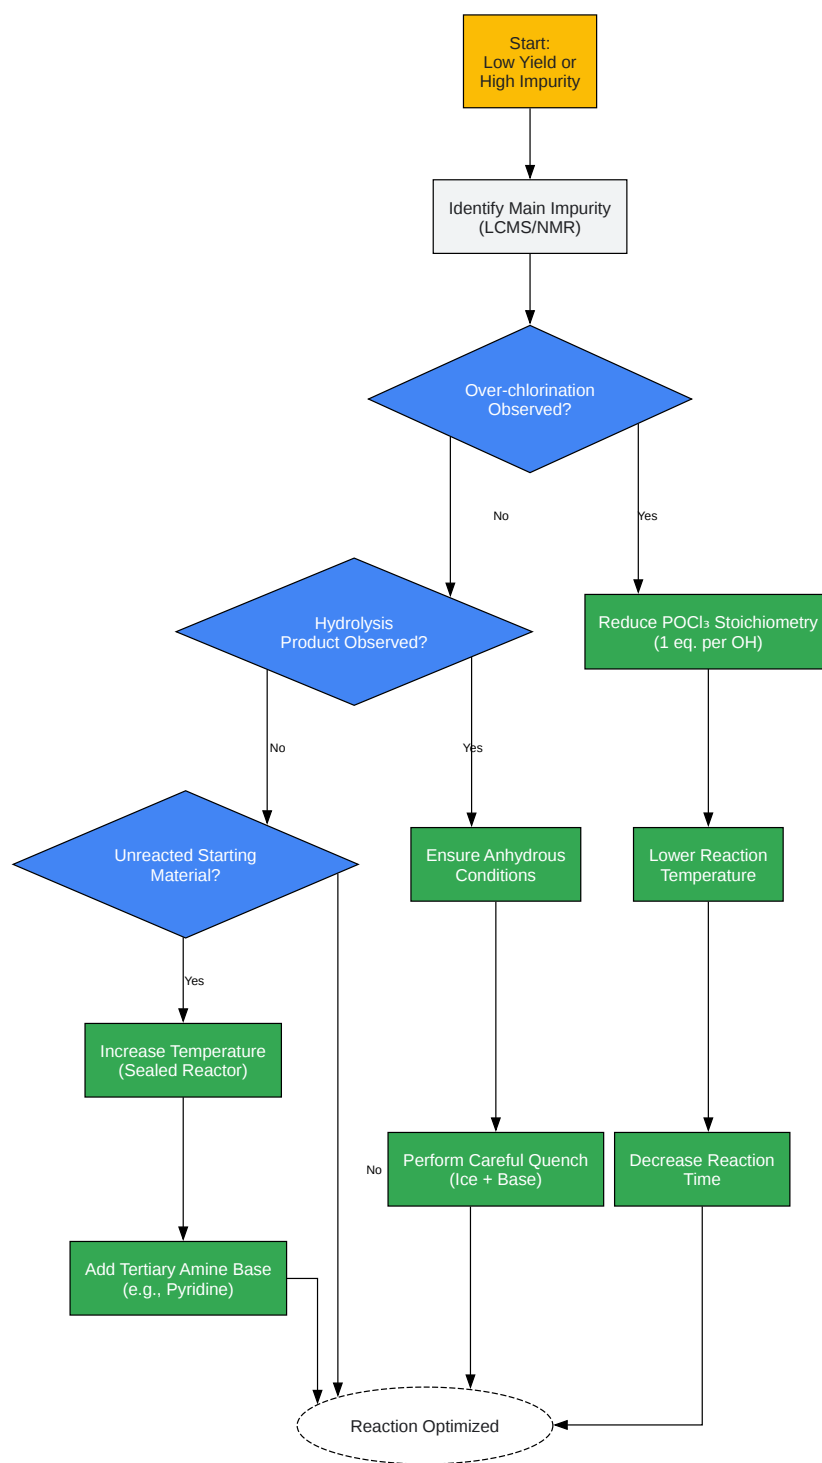 Start:
Low Yield or
High Impurity
Identify Main Impurity
(LCMS/NMR)
Over-chlorination
Observed?
No
Yes
Hydrolysis
Product Observed?
Reduce POCl₃ Stoichiometry
(1 eq. per OH)
No
Yes
Unreacted Starting
Material?
Ensure Anhydrous
Conditions
Lower Reaction
Temperature
Yes
Increase Temperature
(Sealed Reactor)
No
Perform Careful Quench
(Ice + Base)
Decrease Reaction
Time
Add Tertiary Amine Base
(e.g., Pyridine)
Reaction Optimized